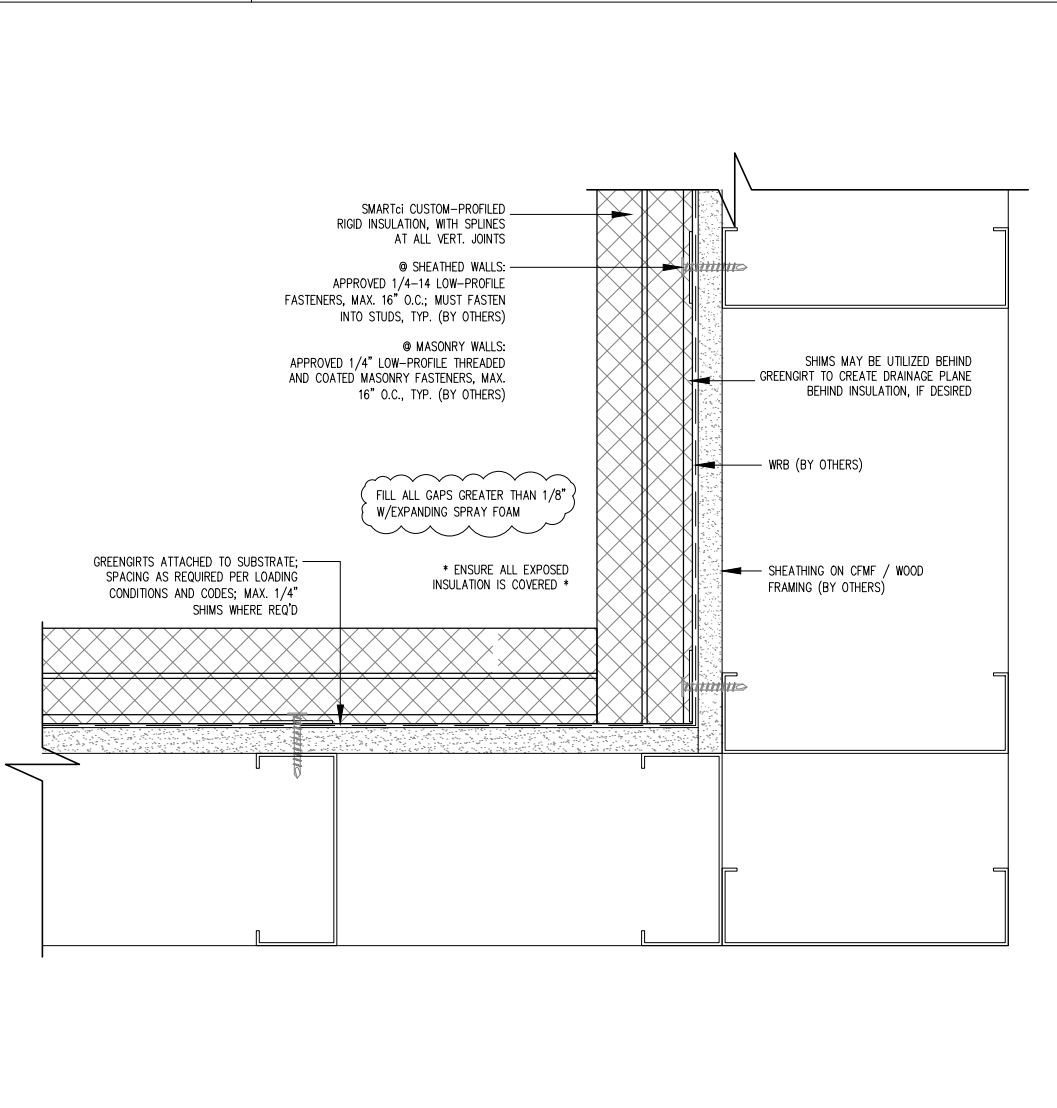 SMARTci CUSTOM-PROFILED
RIGID INSULATION, WITH SPLINES
AT ALL VERT. JOINTS
@ SHEATHED WALLS:
APPROVED 1/4-14 LOW-PROFILE
FASTENERS, MAX. 16" O.C.; MUST FASTEN
INTO STUDS, TYP. (BY OTHERS)
@ MASONRY WALLS:
APPROVED 1/4" LOW-PROFILE THREADED
AND COATED MASONRY FASTENERS, MAX.
16" O.C., TYP. (BY OTHERS)
SHIMS MAY BE UTILIZED BEHIND
GREENGIRT TO CREATE DRAINAGE PLANE
BEHIND INSULATION, IF DESIRED
WRB (BY OTHERS)
FILL ALL GAPS GREATER THAN 1/8"
W/EXPANDING SPRAY FOAM
* ENSURE ALL EXPOSED
INSULATION IS COVERED *
GREENGIRTS ATTACHED TO SUBSTRATE;
SPACING AS REQUIRED PER LOADING
CONDITIONS AND CODES; MAX. 1/4"
SHIMS WHERE REQ'D
SHEATHING ON CFMF / WOOD
FRAMING (BY OTHERS)